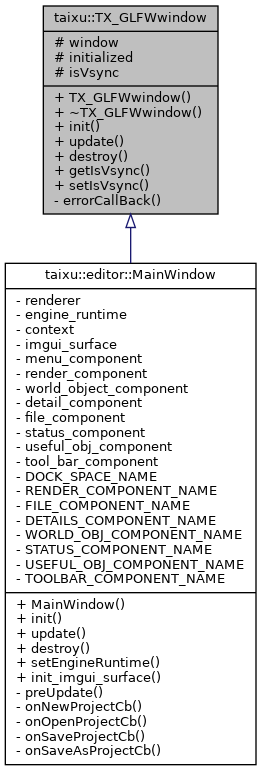 taixu::TX_GLFWwindow
# window
# initialized
# isVsync
+ TX_GLFWwindow()
+ ~TX_GLFWwindow()
+ init()
+ update()
+ destroy()
+ getIsVsync()
+ setIsVsync()
- errorCallBack()
taixu::editor::MainWindow
- renderer
- engine_runtime
- context
- imgui_surface
- menu_component
- render_component
- world_object_component
- detail_component
- file_component
- status_component
- useful_obj_component
- tool_bar_component
- DOCK_SPACE_NAME
- RENDER_COMPONENT_NAME
- FILE_COMPONENT_NAME
- DETAILS_COMPONENT_NAME
- WORLD_OBJ_COMPONENT_NAME
- STATUS_COMPONENT_NAME
- USEFUL_OBJ_COMPONENT_NAME
- TOOLBAR_COMPONENT_NAME
+ MainWindow()
+ init()
+ update()
+ destroy()
+ setEngineRuntime()
+ init_imgui_surface()
- preUpdate()
- onNewProjectCb()
- onOpenProjectCb()
- onSaveProjectCb()
- onSaveAsProjectCb()